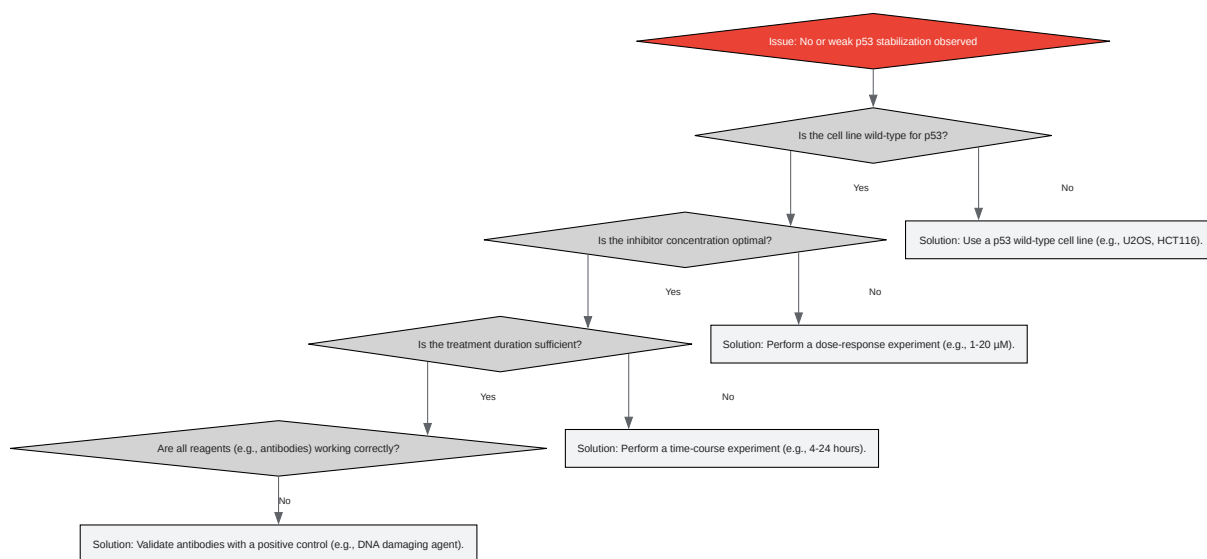 Issue: No or weak p53 stabilization observed
Is the cell line wild-type for p53?
Yes
No
Is the inhibitor concentration optimal?
Solution: Use a p53 wild-type cell line (e.g., U2OS, HCT116).
Yes
No
Is the treatment duration sufficient?
Solution: Perform a dose-response experiment (e.g., 1-20 µM).
Yes
No
Are all reagents (e.g., antibodies) working correctly?
Solution: Perform a time-course experiment (e.g., 4-24 hours).
No
Solution: Validate antibodies with a positive control (e.g., DNA damaging agent).